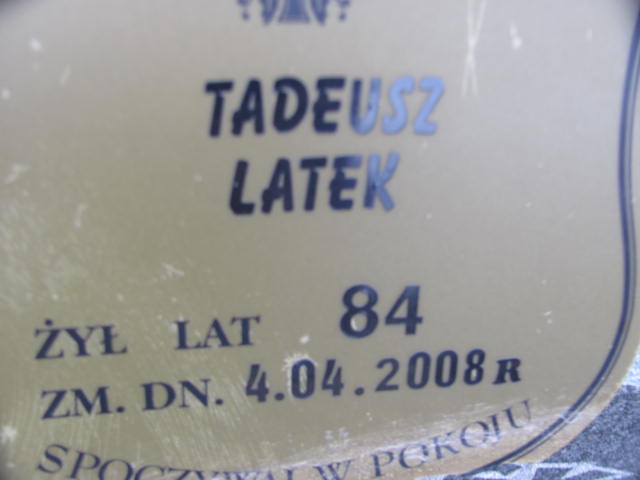 TADEUSZ
LATEK
ŻYŁ LAT 84
ZM. DN. 4.04.2008 R
SPOCZYWAJ W POKOJU